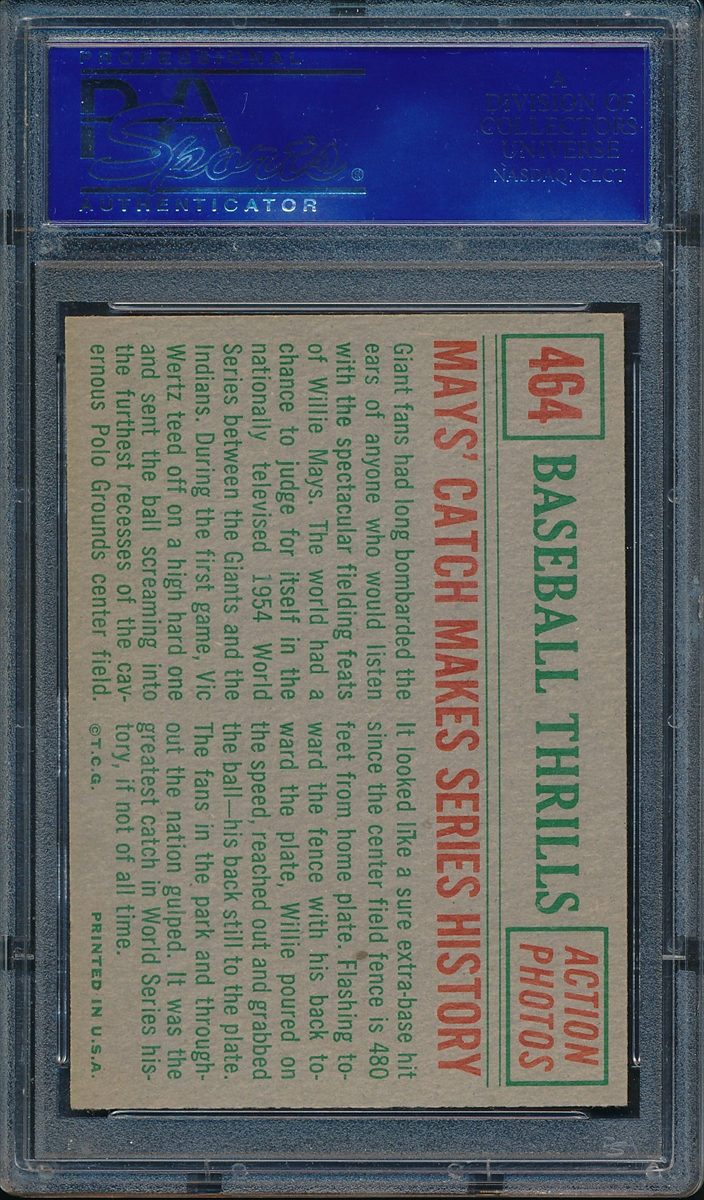 PROFESSIONAL
PSA
Sports®
AUTHENTICATOR
A
DIVISION OF
COLLECTORS
UNIVERSE
NASDAQ: CLCT
464
BASEBALL THRILLS
ACTION
PHOTOS
MAYS' CATCH MAKES SERIES HISTORY
Giant fans had long bombarded the
ears of anyone who would listen
with the spectacular fielding feats
of Willie Mays. The world had a
chance to judge for itself in the
nationally televised 1954 World
Series between the Giants and the
Indians. During the first game, Vic
Wertz teed off on a high hard one
and sent the ball screaming into
the furthest recesses of the cav-
ernous Polo Grounds center field.
It looked like a sure extra-base hit
since the center field fence is 480
feet from home plate. Flashing to-
ward the fence with his back to-
ward the plate, Willie poured on
the speed, reached out and grabbed
the ball—his back still to the plate.
The fans in the park and through-
out the nation gulped. It was the
greatest catch in World Series his-
tory, if not of all time.
©T.C.G.
PRINTED IN U.S.A.